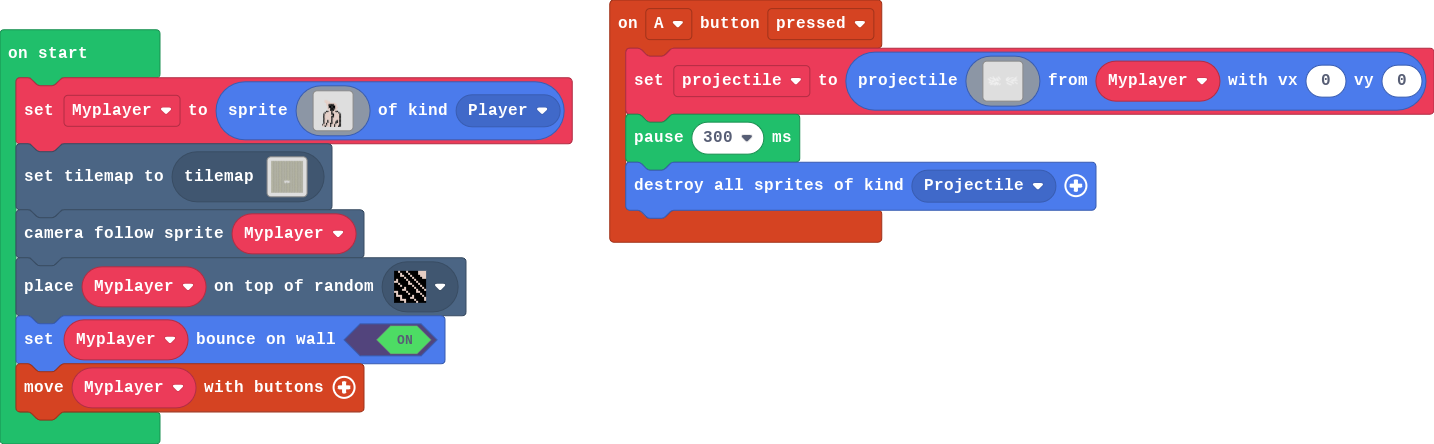 on start
set Myplayer to sprite of kind Player
set tilemap to tilemap
camera follow sprite Myplayer
place Myplayer on top of random
set Myplayer bounce on wall ON
move Myplayer with buttons
on A button pressed
set projectile to projectile from Myplayer with vx 0 vy 0
pause 300 ms
destroy all sprites of kind Projectile